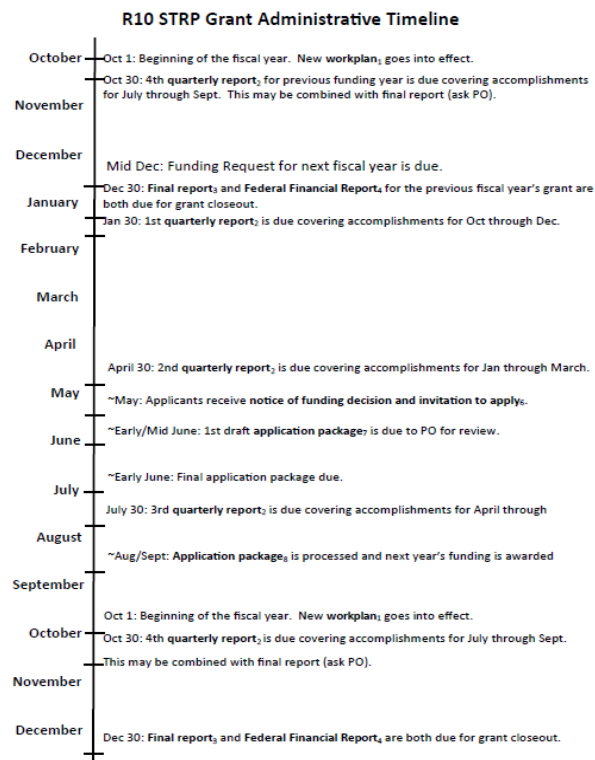 R10 STRP Grant Administrative Timeline
October
Oct 1: Beginning of the fiscal year. New workplan₁ goes into effect.
Oct 30: 4th quarterly report₂ for previous funding year is due covering accomplishments
for July through Sept. This may be combined with final report (ask PO).
November
December
Mid Dec: Funding Request for next fiscal year is due.
Dec 30: Final report₃ and Federal Financial Report₄ for the previous fiscal year's grant are
both due for grant closeout.
January
Jan 30: 1st quarterly report₂ is due covering accomplishments for Oct through Dec.
February
March
April
April 30: 2nd quarterly report₂ is due covering accomplishments for Jan through March.
May
~May: Applicants receive notice of funding decision and invitation to apply₆.
~Early/Mid June: 1st draft application package₇ is due to PO for review.
June
~Early June: Final application package due.
July
July 30: 3rd quarterly report₂ is due covering accomplishments for April through
August
~Aug/Sept: Application package₈ is processed and next year's funding is awarded
September
Oct 1: Beginning of the fiscal year. New workplan₁ goes into effect.
October
Oct 30: 4th quarterly report₂ is due covering accomplishments for July through Sept.
This may be combined with final report (ask PO).
November
December
Dec 30: Final report₃ and Federal Financial Report₄ are both due for grant closeout.